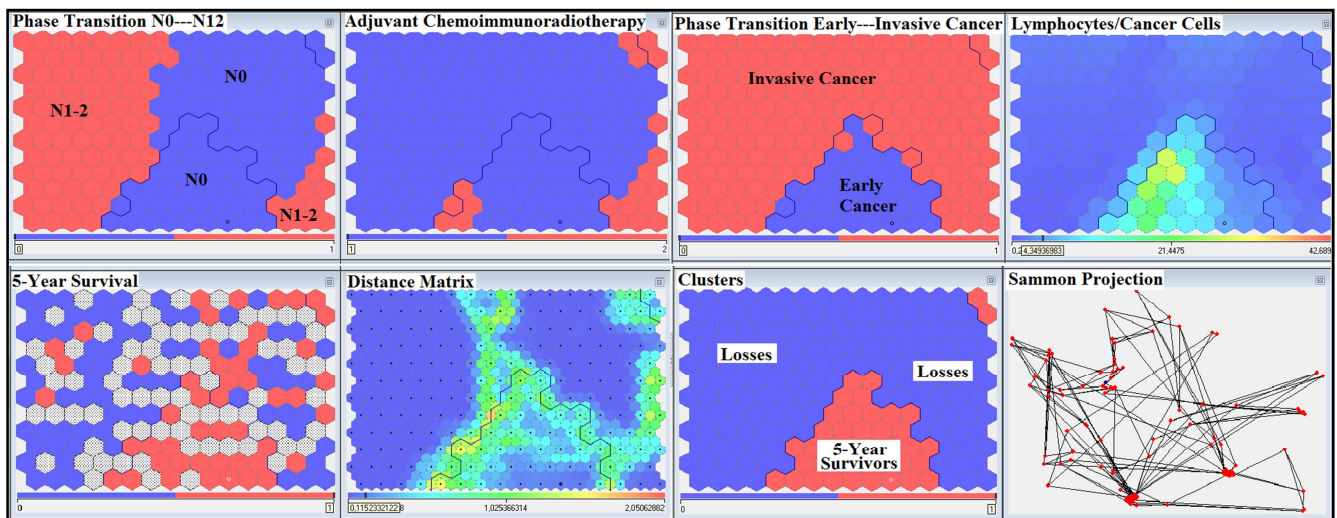 Phase Transition N0---N12
N0
N1-2
N0
N1-2
0
1
Adjuvant Chemoimmunoradiotherapy
1
2
Phase Transition Early---Invasive Cancer
Invasive Cancer
Early
Cancer
0
1
Lymphocytes/Cancer Cells
4,34936983
21,4475
42,689
5-Year Survival
0
1
Distance Matrix
0,1152332122
1,025366314
2,05062882
Clusters
Losses
Losses
5-Year
Survivors
0
1
Sammon Projection